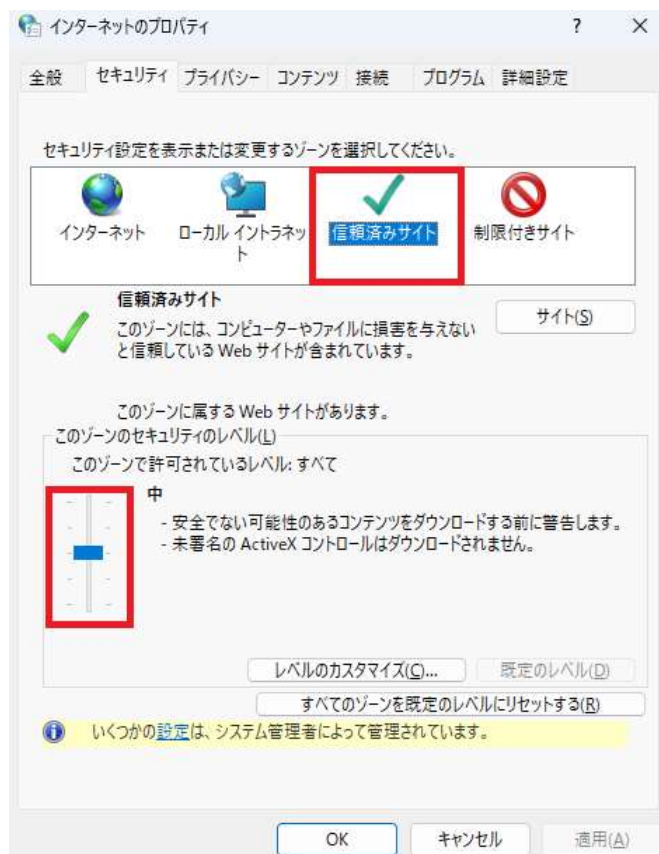 インターネットのプロパティ ? ×
全般 セキュリティ プライバシー コンテンツ 接続 プログラム 詳細設定
セキュリティ設定を表示または変更するゾーンを選択してください。
インターネット ローカル イントラネット 信頼済みサイト 制限付きサイト
信頼済みサイト
サイト(S)
このゾーンには、コンピューターやファイルに損害を与えない
と信頼している Web サイトが含まれています。
このゾーンに属する Web サイトがあります。
このゾーンのセキュリティのレベル(L)
このゾーンで許可されているレベル: すべて
中
- 安全でない可能性のあるコンテンツをダウンロードする前に警告します。
- 未署名の ActiveX コントロールはダウンロードされません。
レベルのカスタマイズ(C)... 既定のレベル(D)
すべてのゾーンを既定のレベルにリセットする(R)
いくつかの設定は、システム管理者によって管理されています。
OK キャンセル 適用(A)